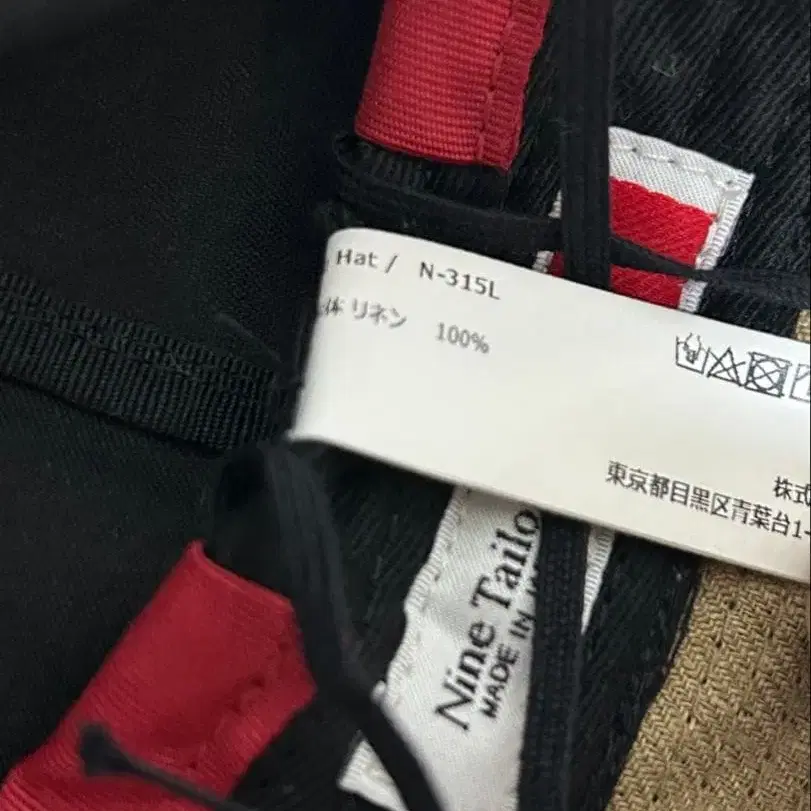 Hat / N-315L
体 リネン 100%
株式
東京都目黒区青葉台1-
Nine Tailo
MADE IN